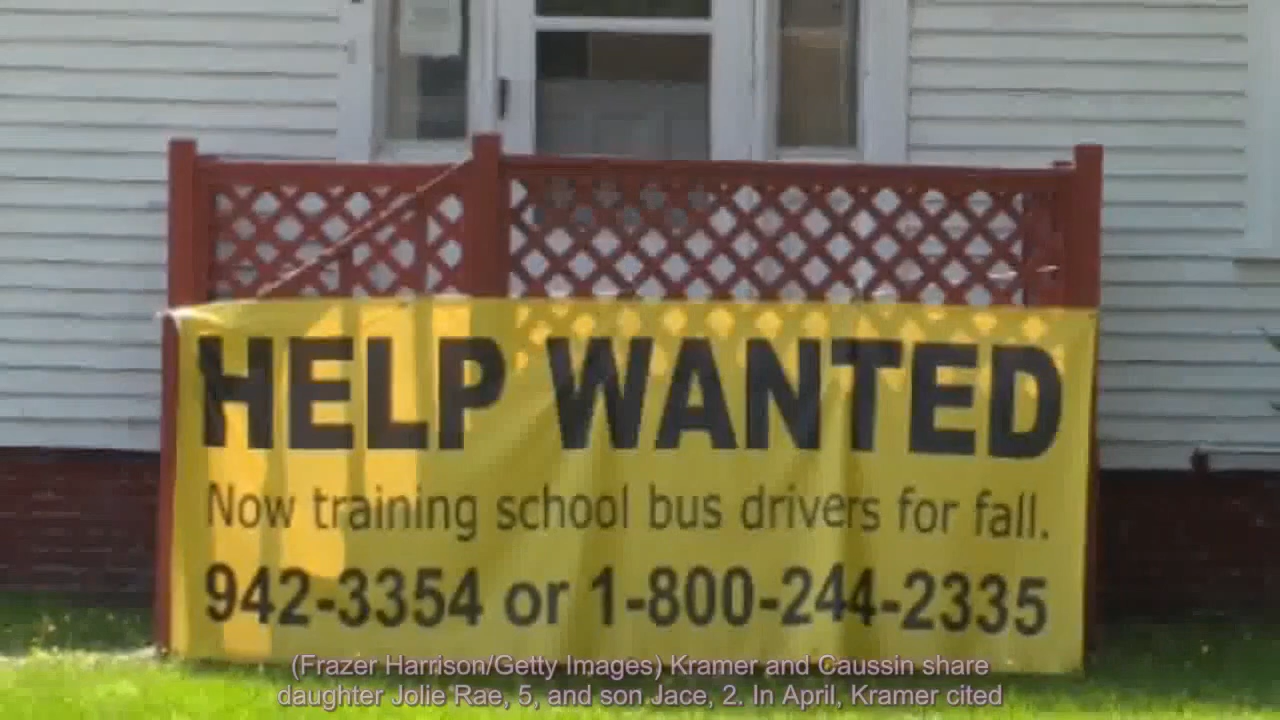 HELP WANTED
Now training school bus drivers for fall.
942-3354 or 1-800-244-2335
(Frazer Harrison/Getty Images) Kramer and Caussin share
daughter Jolie Rae, 5, and son Jace, 2. In April, Kramer cited